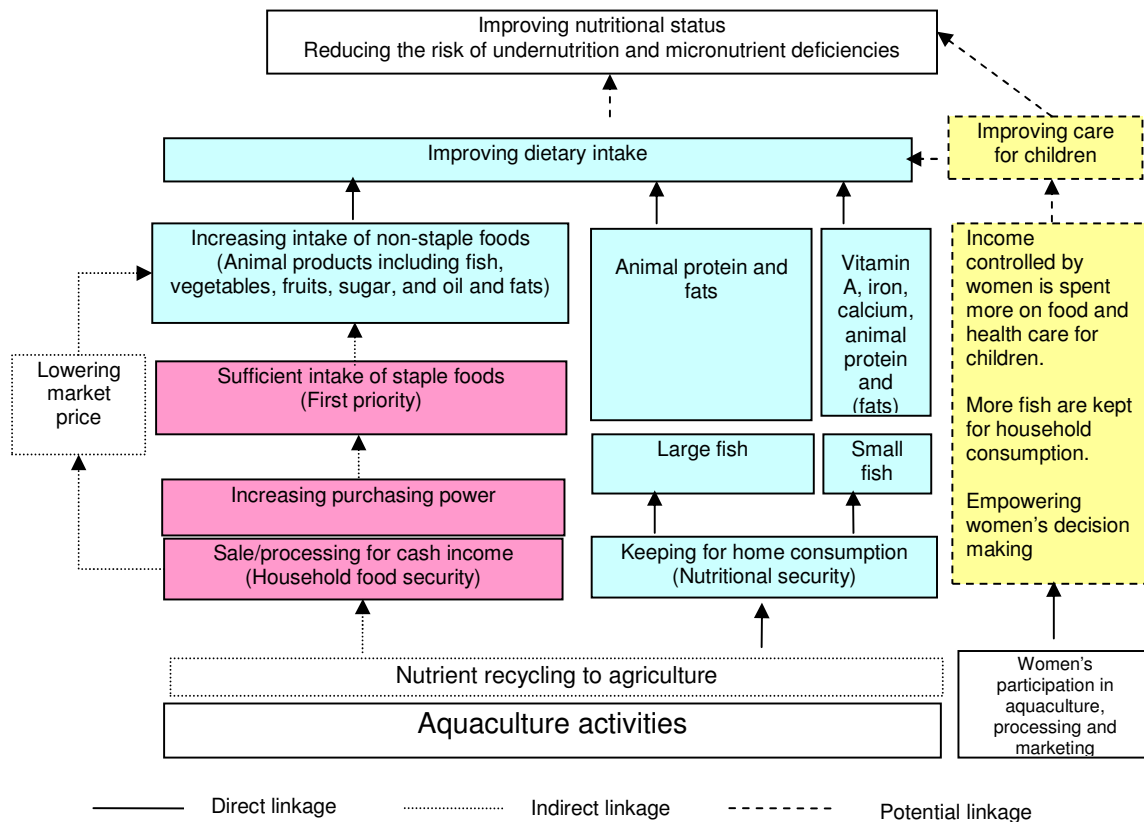 Improving nutritional status
Reducing the risk of undernutrition and micronutrient deficiencies
Improving care
for children
Improving dietary intake
Increasing intake of non-staple foods
(Animal products including fish,
vegetables, fruits, sugar, and oil and fats)
Animal protein and
fats
Vitamin
A, iron,
calcium,
animal
protein
and
(fats)
Income
controlled by
women is spent
more on food and
health care for
children.
More fish are kept
for household
consumption.
Empowering
women's decision
making
Lowering
market
price
Sufficient intake of staple foods
(First priority)
Large fish
Small
fish
Increasing purchasing power
Sale/processing for cash income
(Household food security)
Keeping for home consumption
(Nutritional security)
Nutrient recycling to agriculture
Aquaculture activities
Women's
participation in
aquaculture,
processing and
marketing
Direct linkage
Indirect linkage
Potential linkage